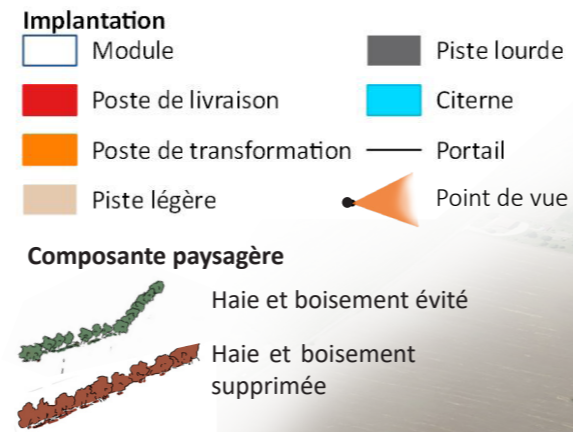 Implantation
Module
Poste de livraison
Poste de transformation
Piste légère
Piste lourde
Citerne
Portail
Point de vue
Composante paysagère
Haie et boisement évité
Haie et boisement
supprimée